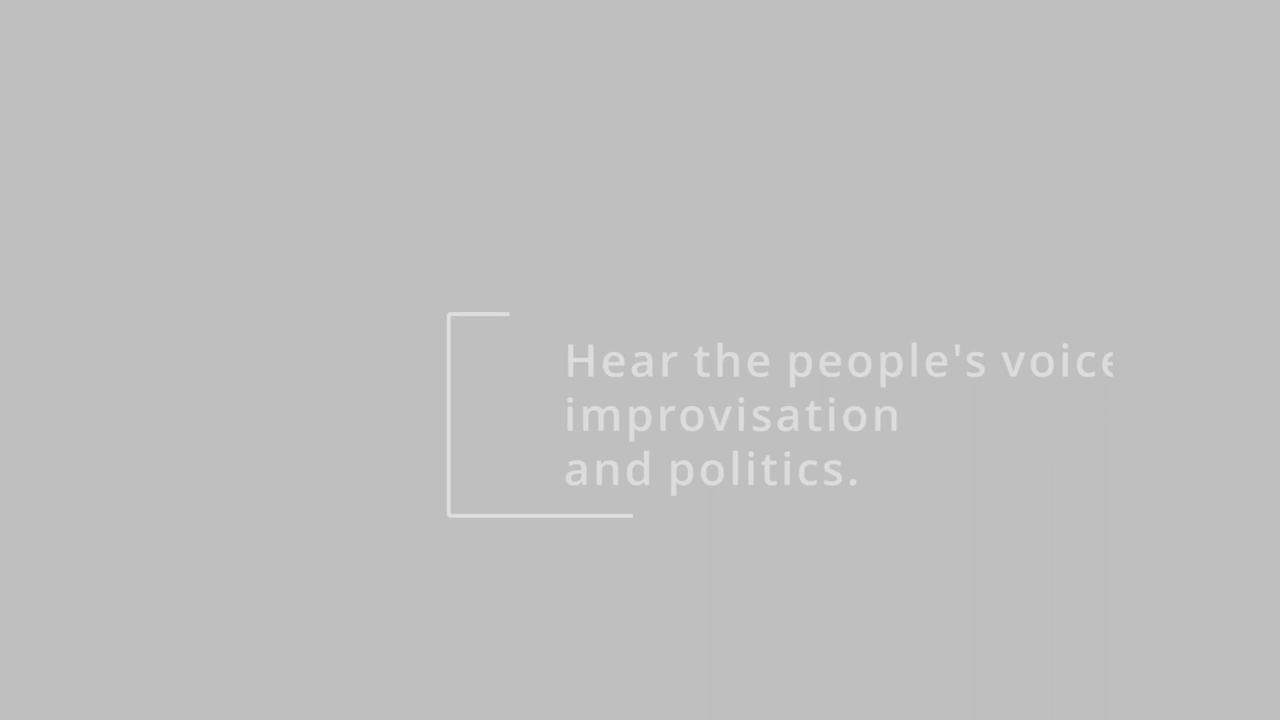 Hear the people's voice
improvisation
and politics.